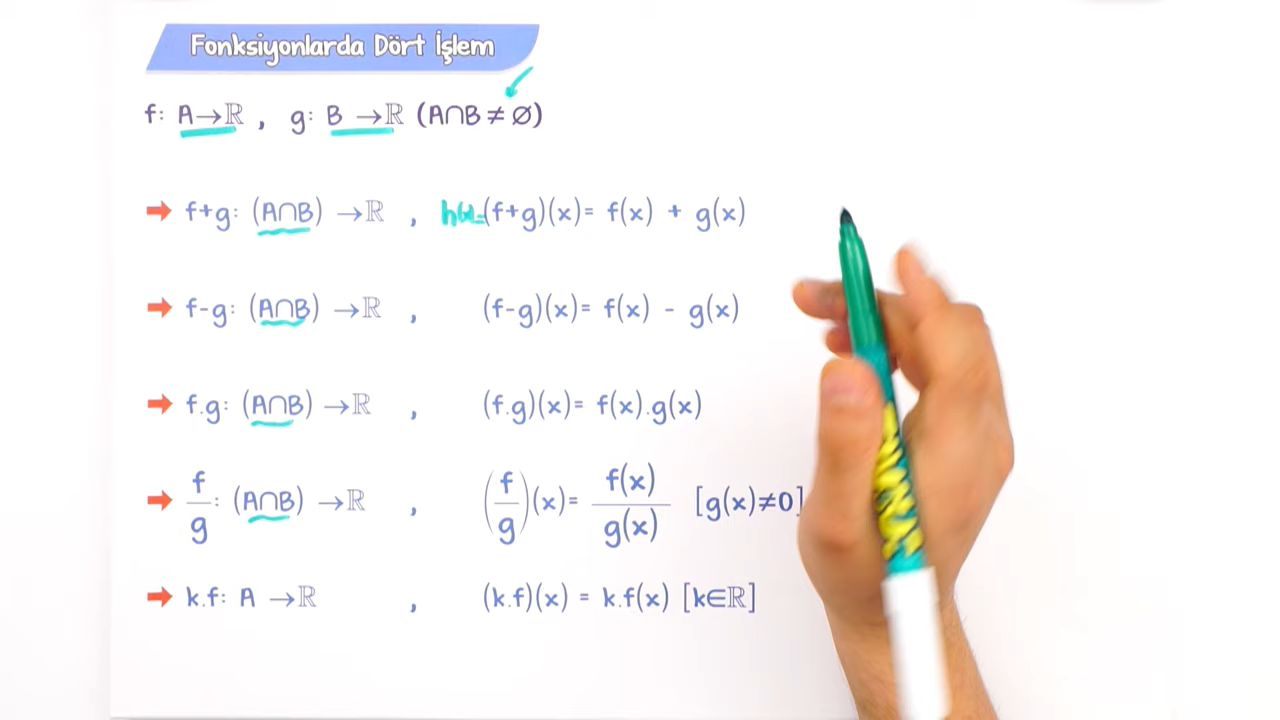 Fonksiyonlarda Dört İşlem
f: A→ℝ , g: B →ℝ (A∩B ≠ ∅)
➡ f+g: (A∩B) →ℝ , h(x)=(f+g)(x)= f(x) + g(x)
➡ f-g: (A∩B) →ℝ , (f-g)(x)= f(x) - g(x)
➡ f.g: (A∩B) →ℝ , (f.g)(x)= f(x).g(x)
➡ f/g: (A∩B) →ℝ , (f/g)(x)= f(x)/g(x) [g(x)≠0]
➡ k.f: A →ℝ , (k.f)(x) = k.f(x) [k∈ℝ]